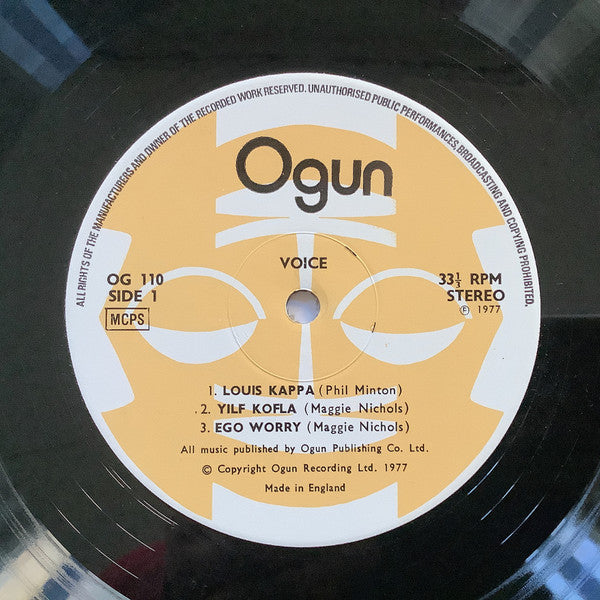 ALL RIGHTS OF THE MANUFACTURERS AND OWNER OF THE RECORDED WORK RESERVED. UNAUTHORISED PUBLIC PERFORMANCES, BROADCASTING AND COPYING PROHIBITED.
Ogun
VOICE
OG 110
SIDE 1
MCPS
33⅓ RPM
STEREO
Ⓟ 1977
1. LOUIS KAPPA (Phil Minton)
2. YILF KOFLA (Maggie Nichols)
3. EGO WORRY (Maggie Nichols)
All music published by Ogun Publishing Co. Ltd.
© Copyright Ogun Recording Ltd. 1977
Made in England